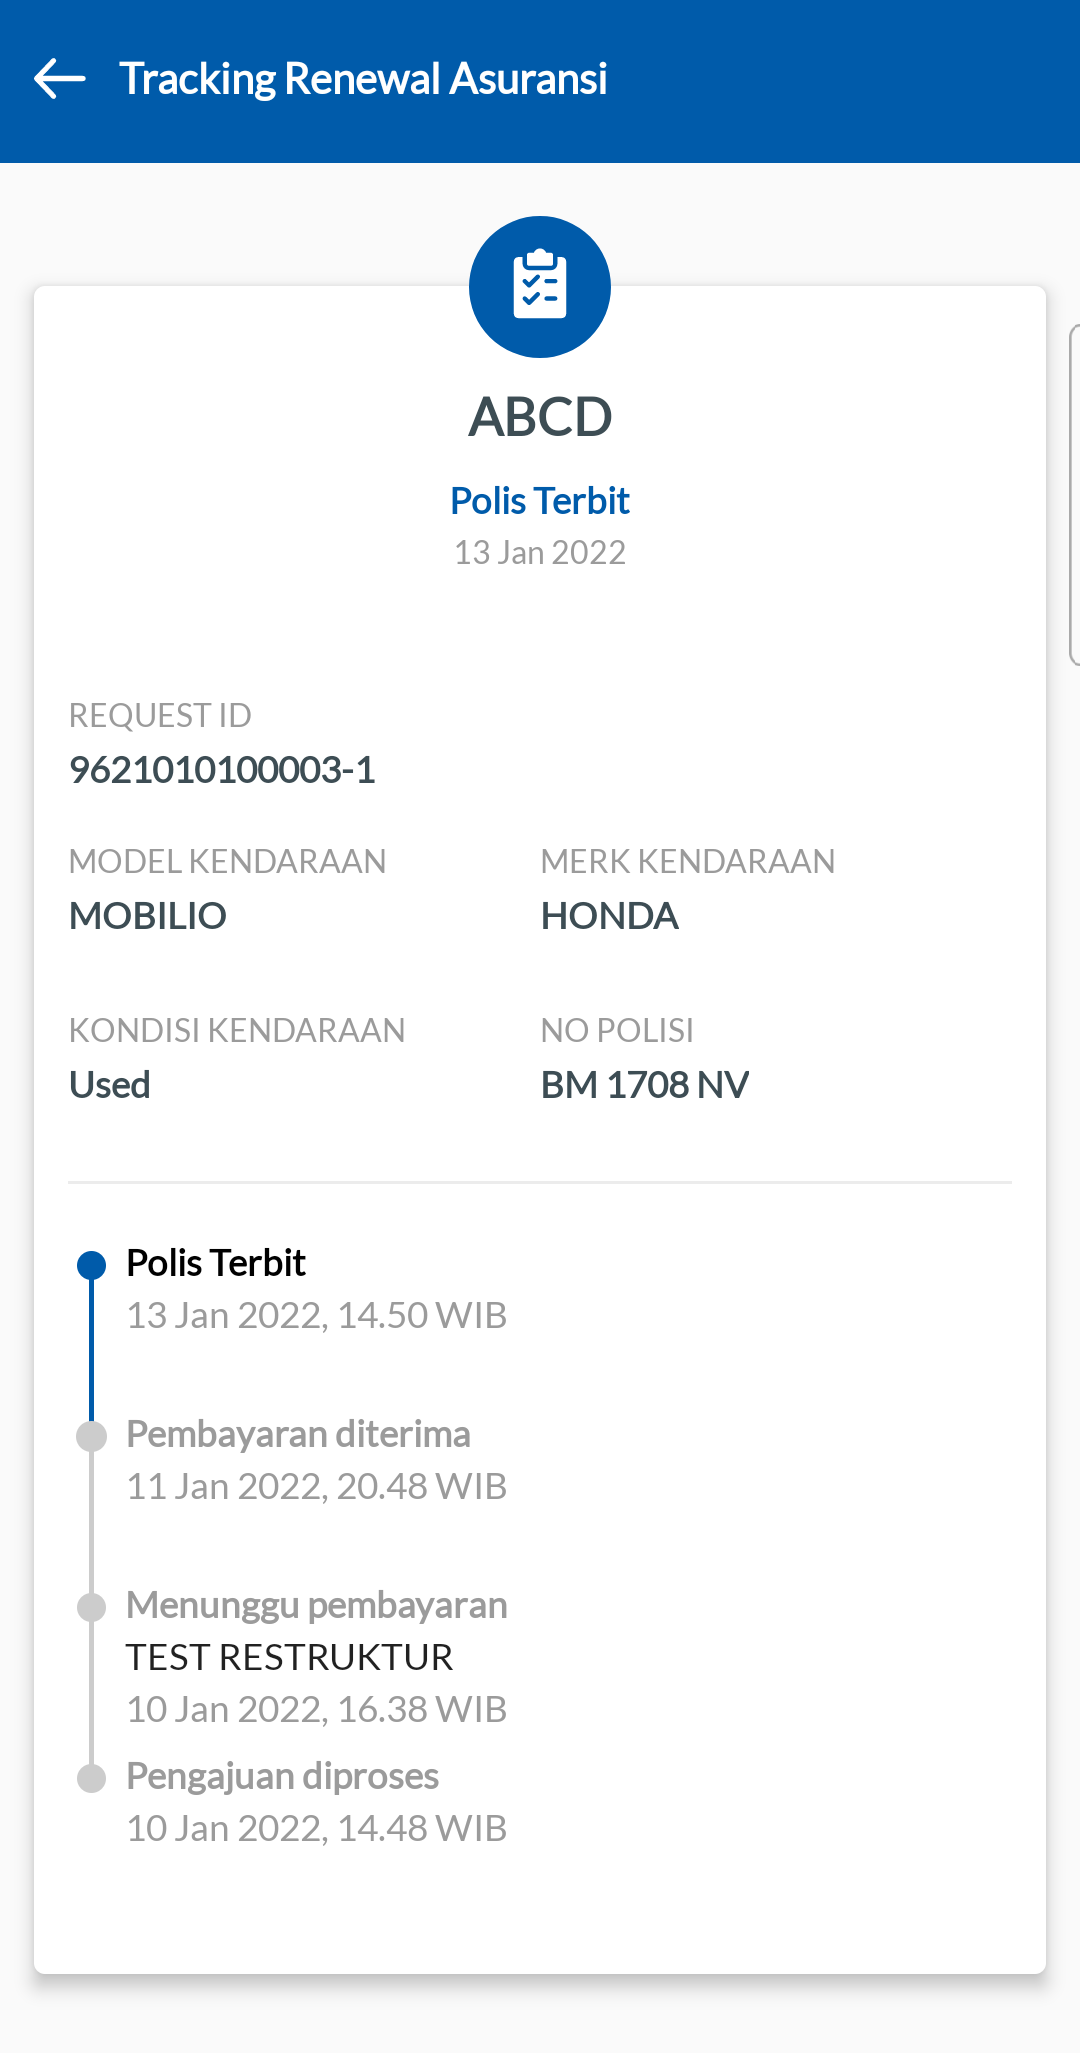 Tracking Renewal Asuransi
ABCD
Polis Terbit
13 Jan 2022
REQUEST ID
9621010100003-1
MODEL KENDARAAN
MOBILIO
MERK KENDARAAN
HONDA
KONDISI KENDARAAN
Used
NO POLISI
BM 1708 NV
Polis Terbit
13 Jan 2022, 14.50 WIB
Pembayaran diterima
11 Jan 2022, 20.48 WIB
Menunggu pembayaran
TEST RESTRUKTUR
10 Jan 2022, 16.38 WIB
Pengajuan diproses
10 Jan 2022, 14.48 WIB